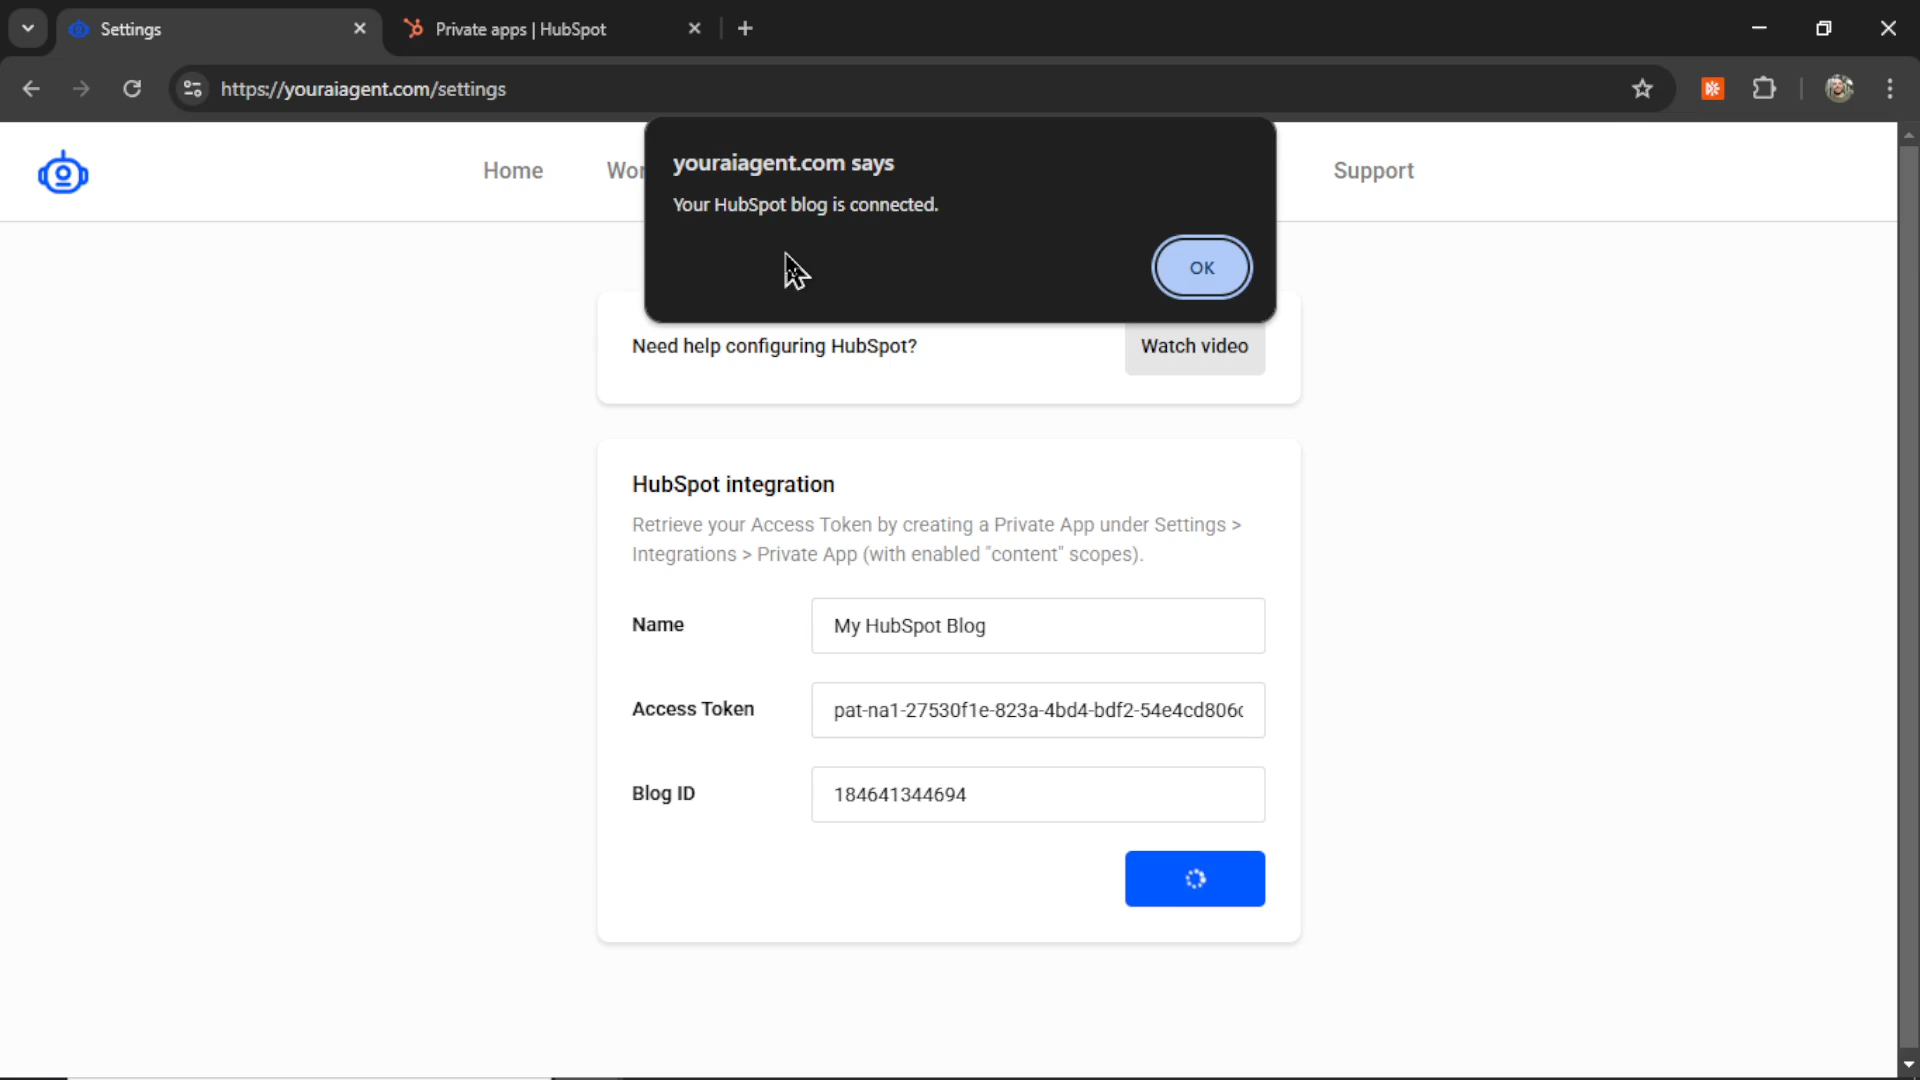 Settings
Private apps | HubSpot
https://youraiagent.com/settings
Home
Support
youraiagent.com says
Your HubSpot blog is connected.
OK
Need help configuring HubSpot?
Watch video
HubSpot integration
Retrieve your Access Token by creating a Private App under Settings >
Integrations > Private App (with enabled "content" scopes).
Name
My HubSpot Blog
Access Token
pat-na1-27530f1e-823a-4bd4-bdf2-54e4cd806
Blog ID
184641344694